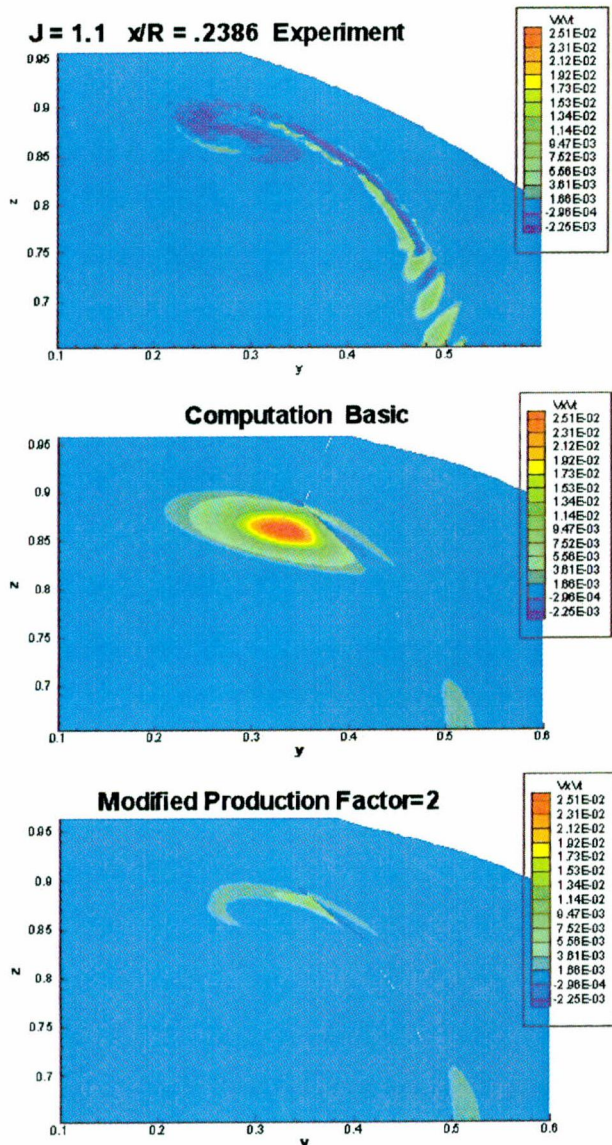 J = 1.1 x/R = .2386 Experiment
VxVt
2.51E-02
2.31E-02
2.12E-02
1.92E-02
1.73E-02
1.53E-02
1.34E-02
1.14E-02
9.47E-03
7.52E-03
5.56E-03
3.61E-03
1.66E-03
-2.96E-04
-2.25E-03
0.95
0.9
0.85
0.8
0.75
0.7
z
0.1
0.2
0.3
0.4
0.5
y
Computation Basic
VxVt
2.51E-02
2.31E-02
2.12E-02
1.92E-02
1.73E-02
1.53E-02
1.34E-02
1.14E-02
9.47E-03
7.52E-03
5.56E-03
3.61E-03
1.66E-03
-2.96E-04
-2.25E-03
0.95
0.9
0.85
0.8
0.75
0.7
z
0.1
0.2
0.3
0.4
0.5
0.6
y
Modified Production Factor=2
VxVt
2.51E-02
2.31E-02
2.12E-02
1.92E-02
1.73E-02
1.53E-02
1.34E-02
1.14E-02
9.47E-03
7.52E-03
5.56E-03
3.61E-03
1.66E-03
-2.96E-04
-2.25E-03
0.95
0.9
0.85
0.8
0.75
0.7
z
0.1
0.2
0.3
0.4
0.5
0.6
y